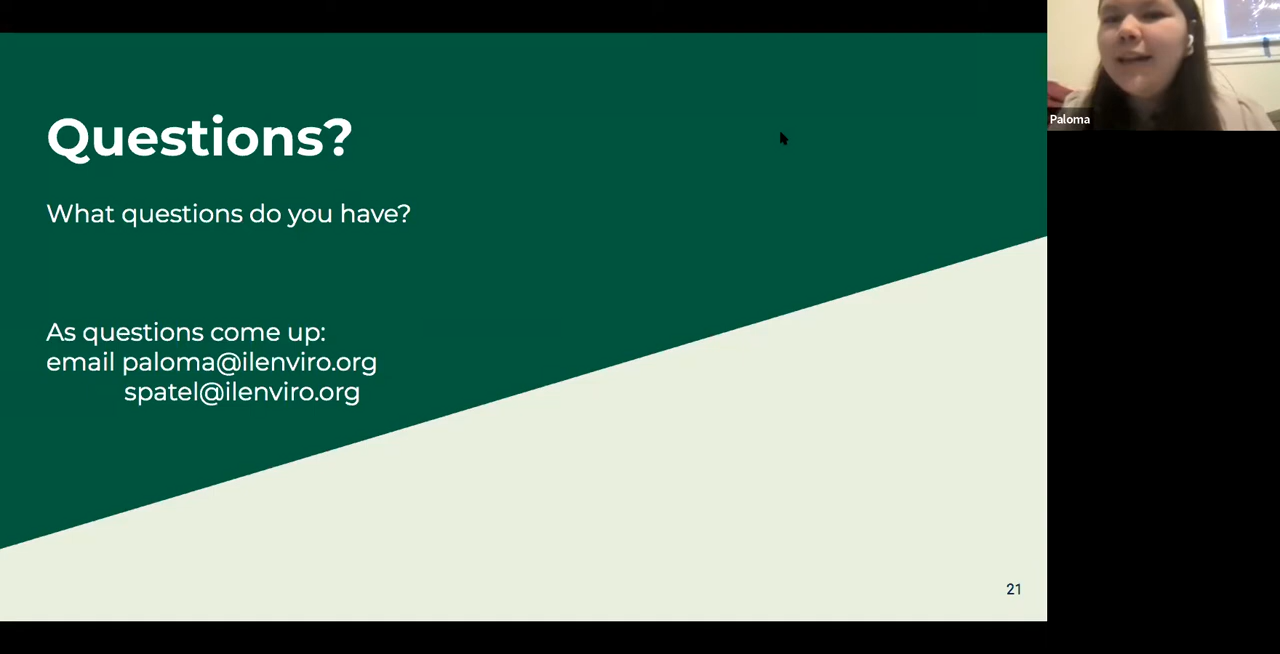 Questions?
What questions do you have?
As questions come up:
email paloma@ilenviro.org
spatel@ilenviro.org
21
Paloma